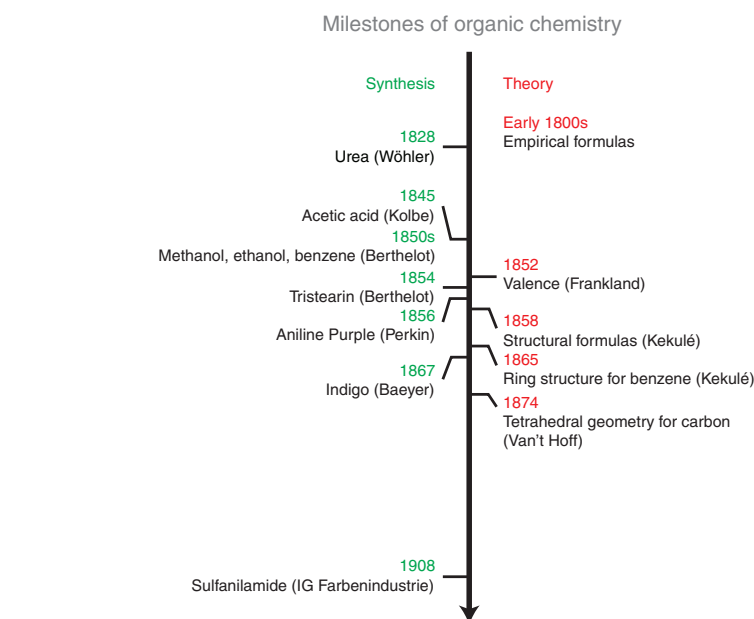 Milestones of organic chemistry
Synthesis
Theory
Early 1800s
Empirical formulas
1828
Urea (Wöhler)
1845
Acetic acid (Kolbe)
1850s
Methanol, ethanol, benzene (Berthelot)
1852
Valence (Frankland)
1854
Tristearin (Berthelot)
1856
Aniline Purple (Perkin)
1858
Structural formulas (Kekulé)
1865
Ring structure for benzene (Kekulé)
1867
Indigo (Baeyer)
1874
Tetrahedral geometry for carbon
(Van’t Hoff)
1908
Sulfanilamide (IG Farbenindustrie)